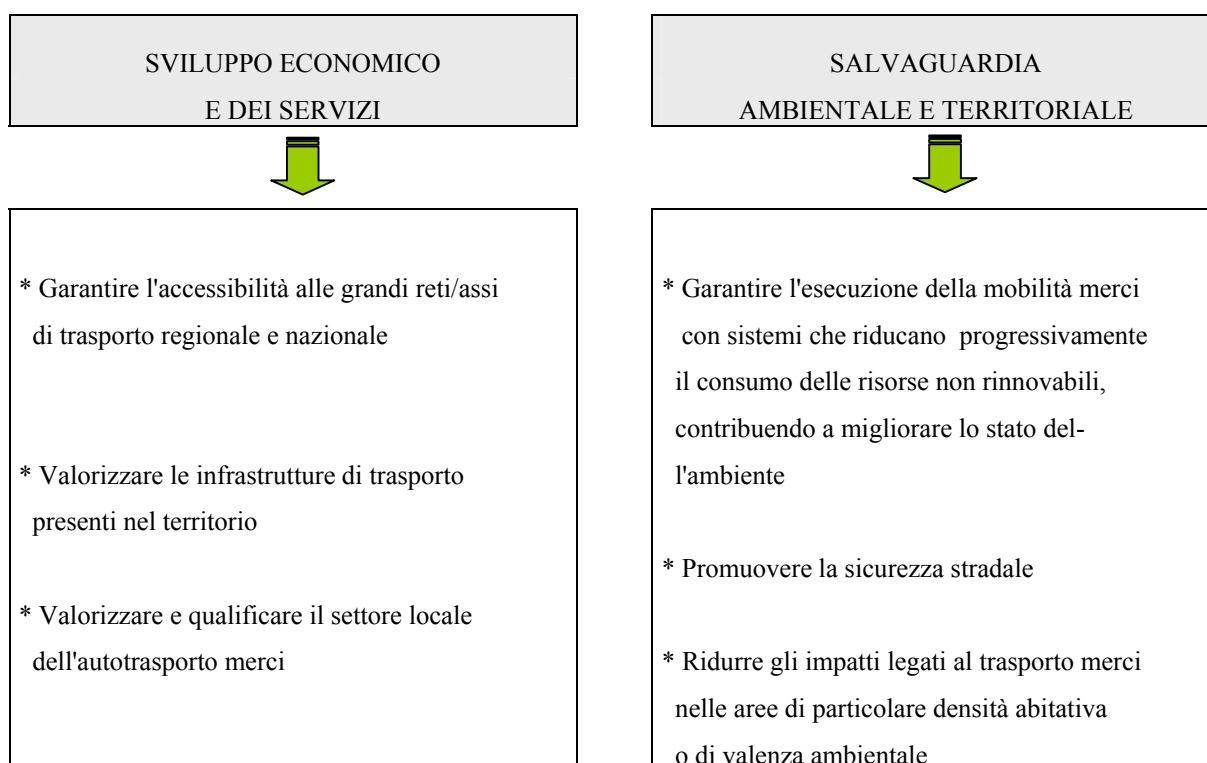 SVILUPPO ECONOMICO
E DEI SERVIZI
* Garantire l'accessibilità alle grandi reti/assi
di trasporto regionale e nazionale
* Valorizzare le infrastrutture di trasporto
presenti nel territorio
* Valorizzare e qualificare il settore locale
dell'autotrasporto merci
SALVAGUARDIA
AMBIENTALE E TERRITORIALE
* Garantire l'esecuzione della mobilità merci
con sistemi che riducano progressivamente
il consumo delle risorse non rinnovabili,
contribuendo a migliorare lo stato del-
l'ambiente
* Promuovere la sicurezza stradale
* Ridurre gli impatti legati al trasporto merci
nelle aree di particolare densità abitativa
o di valenza ambientale